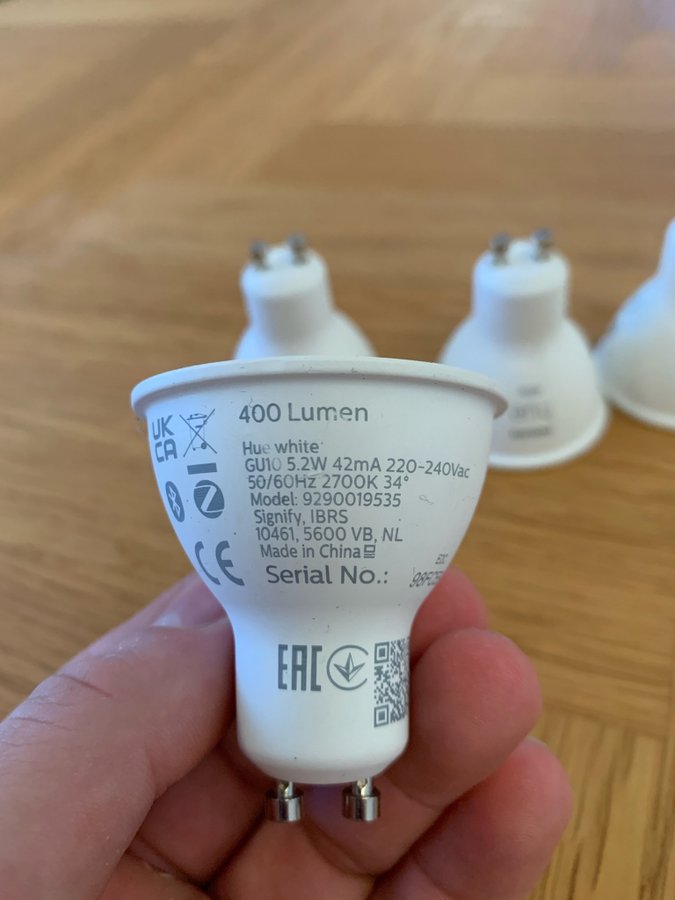 400 Lumen
UK
CA
Hue white
GU10 5.2W 42mA 220-240Vac
50/60Hz 2700K 34°
Model: 9290019535
Signify, IBRS
10461, 5600 VB, NL
Made in China
CE
Serial No.:
EAC